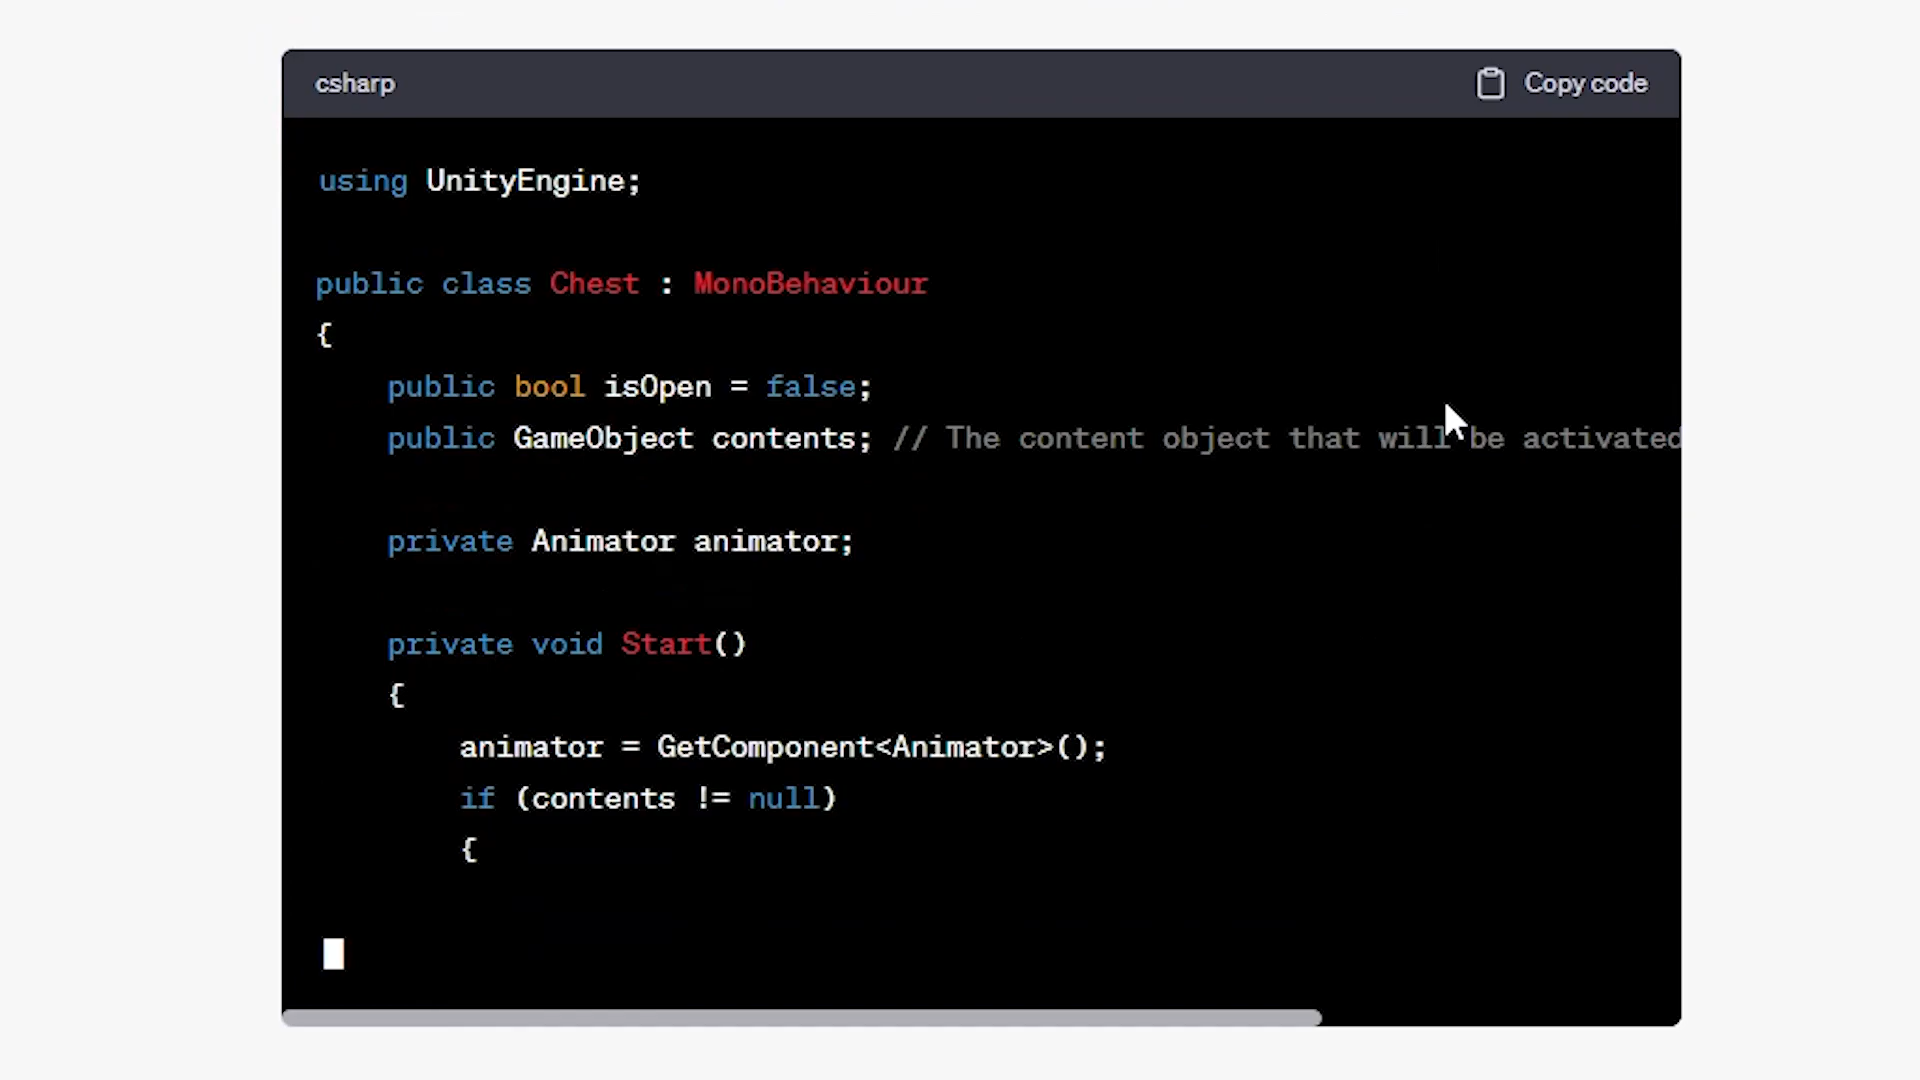 csharp
Copy code
using UnityEngine;
public class Chest : MonoBehaviour
{
    public bool isOpen = false;
    public GameObject contents; // The content object that will be activated
    private Animator animator;
    private void Start()
    {
        animator = GetComponent<Animator>();
        if (contents != null)
        {